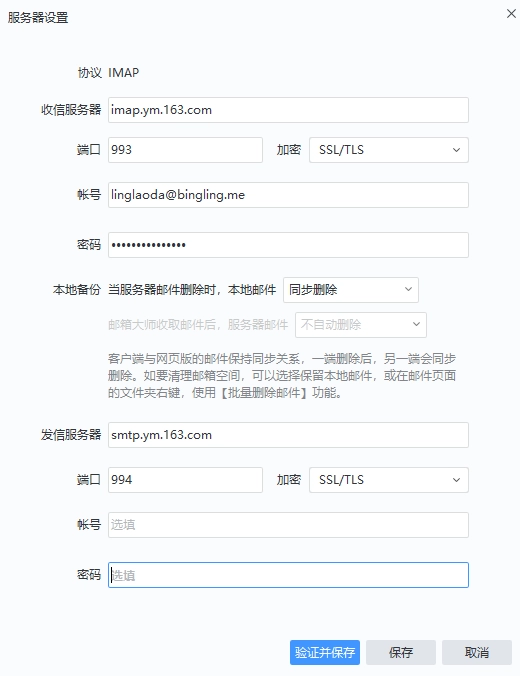 服务器设置
协议 IMAP
收信服务器 imap.ym.163.com
端口 993 加密 SSL/TLS
帐号 linglaoda@bingling.me
密码 •••••••••••••••
本地备份 当服务器邮件删除时，本地邮件 同步删除
邮箱大师收取邮件后，服务器邮件 不自动删除
客户端与网页版的邮件保持同步关系，一端删除后，另一端会同步
删除。如要清理邮箱空间，可以选择保留本地邮件，或在邮件页面
的文件夹右键，使用【批量删除邮件】功能。
发信服务器 smtp.ym.163.com
端口 994 加密 SSL/TLS
帐号 选填
密码 选填
验证并保存 保存 取消